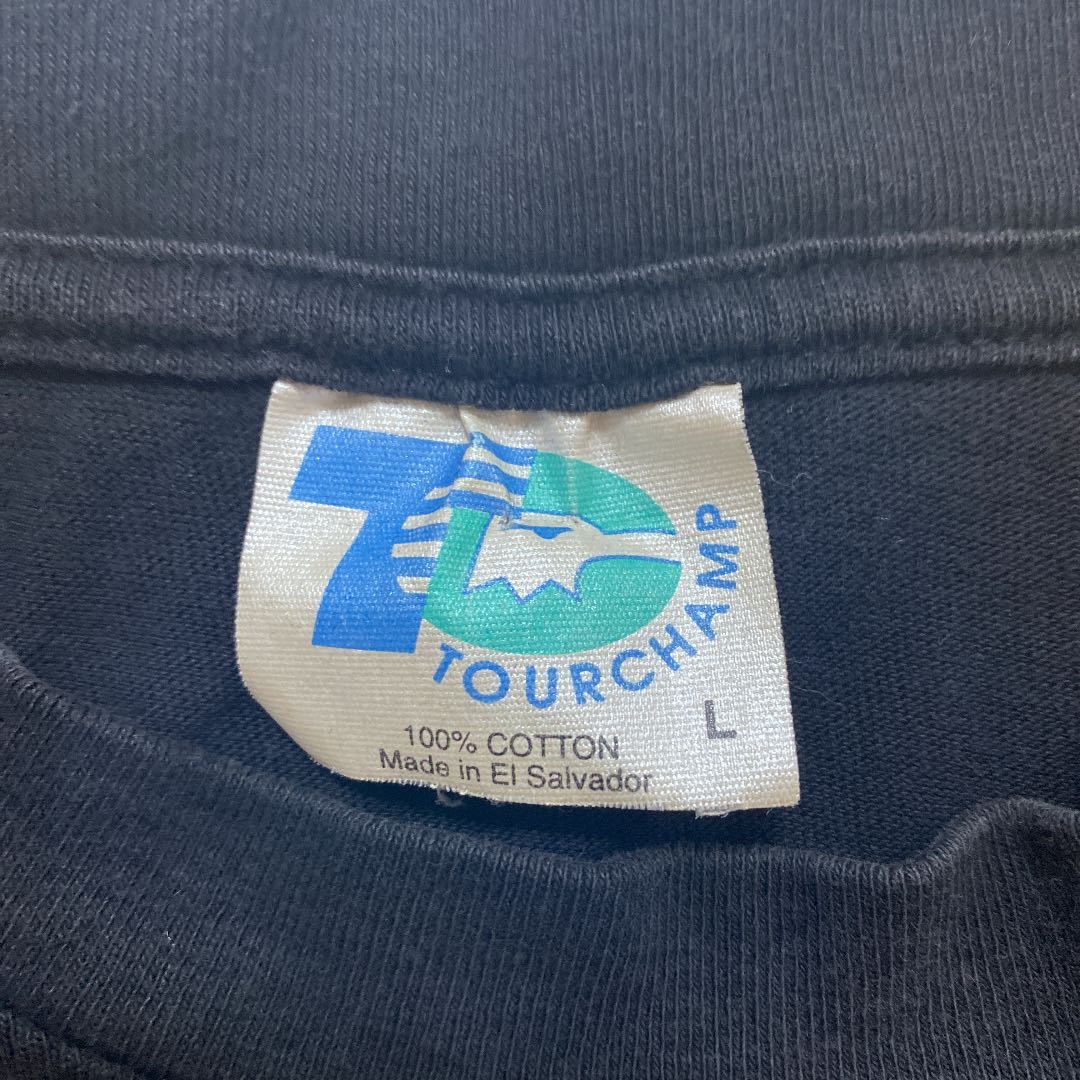 TOURCHAMP
L
100% COTTON
Made in El Salvador